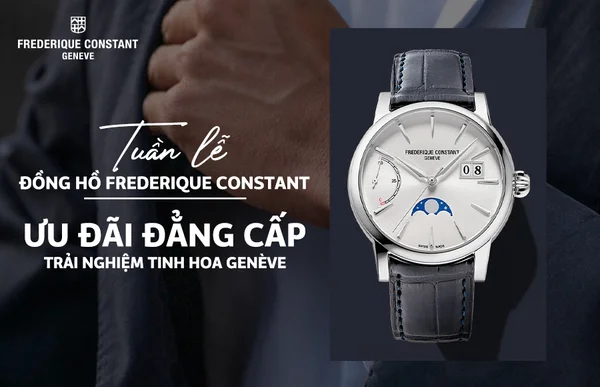 FREDERIQUE CONSTANT
GENEVE
Tuần lễ
ĐỒNG HỒ FREDERIQUE CONSTANT
ƯU ĐÃI ĐẲNG CẤP
TRẢI NGHIỆM TINH HOA GENÈVE
FREDERIQUE CONSTANT
GENEVE
08